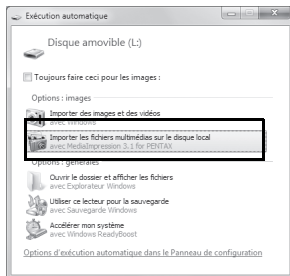 Exécution automatique
Disque amovible (L:)
Toujours faire ceci pour les images :
Options : images
Importer des images et des vidéos
avec Windows
Importer les fichiers multimédias sur le disque local
avec MediaImpression 3.1 for PENTAX
Options : générales
Ouvrir le dossier et afficher les fichiers
avec Explorateur Windows
Utiliser ce lecteur pour la sauvegarde
avec Sauvegarde Windows
Accélérer mon système
avec Windows ReadyBoost
Options d'exécution automatique dans le Panneau de configuration